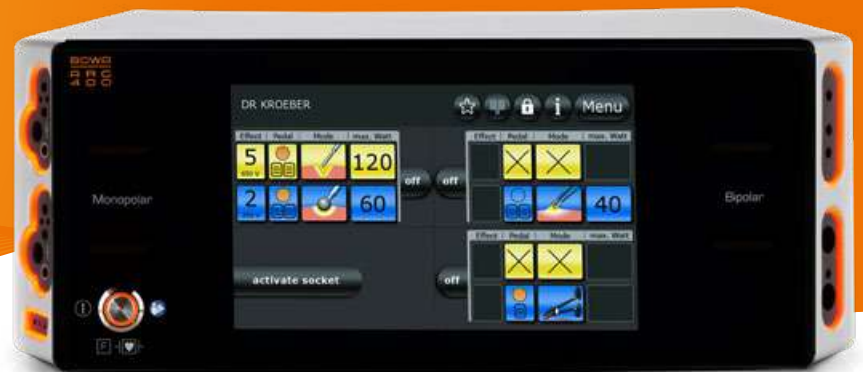 BOWA
ARC
400
DR KROEBER
i Menu
Effect Pedal Mode max. Watt
Effect Pedal Mode max. Watt
5 120
off off
2 60
40
Monopolar
Bipolar
Effect Pedal Mode max. Watt
activate socket
off
i
F